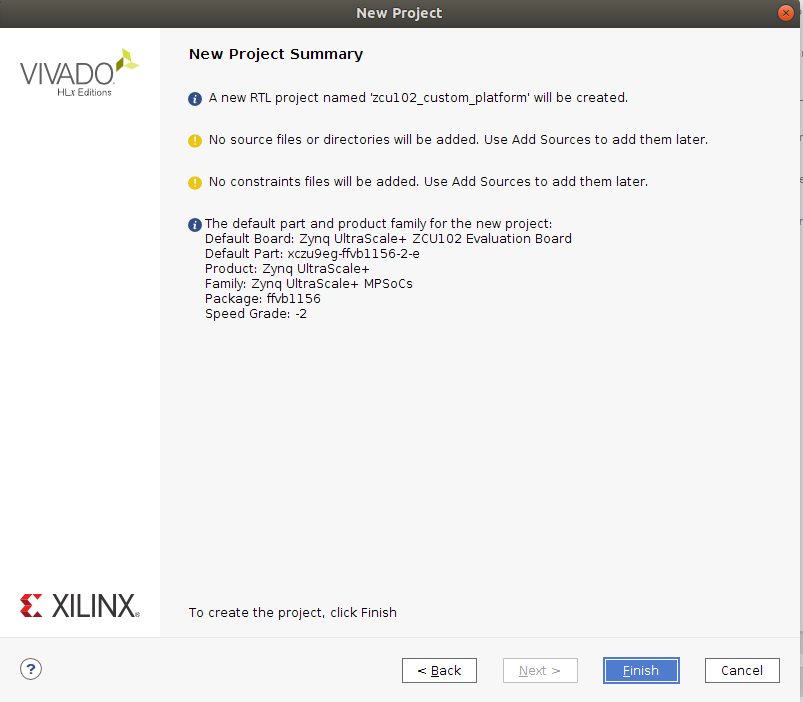 New Project
VIVADO
HLx Editions
New Project Summary
A new RTL project named 'zcu102_custom_platform' will be created.
No source files or directories will be added. Use Add Sources to add them later.
No constraints files will be added. Use Add Sources to add them later.
The default part and product family for the new project:
Default Board: Zynq UltraScale+ ZCU102 Evaluation Board
Default Part: xczu9eg-ffvb1156-2-e
Product: Zynq UltraScale+
Family: Zynq UltraScale+ MPSoCs
Package: ffvb1156
Speed Grade: -2
XILINX
To create the project, click Finish
?
< Back
Next >
Finish
Cancel